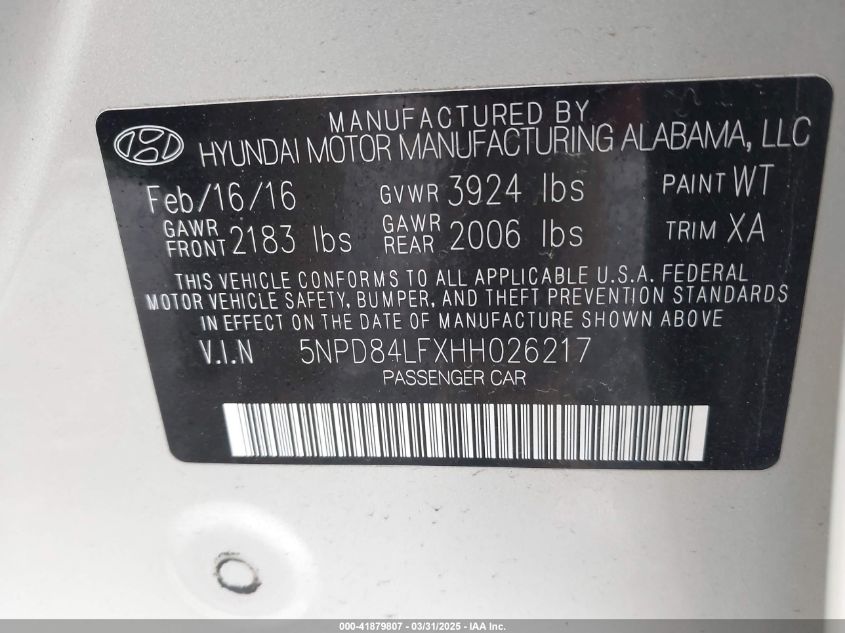 MANUFACTURED BY
HYUNDAI MOTOR MANUFACTURING ALABAMA, LLC
Feb/16/16 GVWR 3924 lbs PAINT WT
GAWR FRONT 2183 lbs GAWR REAR 2006 lbs TRIM XA
THIS VEHICLE CONFORMS TO ALL APPLICABLE U.S.A. FEDERAL
MOTOR VEHICLE SAFETY, BUMPER, AND THEFT PREVENTION STANDARDS
IN EFFECT ON THE DATE OF MANUFACTURE SHOWN ABOVE
V.I.N 5NPD84LFXHH026217
PASSENGER CAR
000-41879807 - 03/31/2025 - IAA Inc.